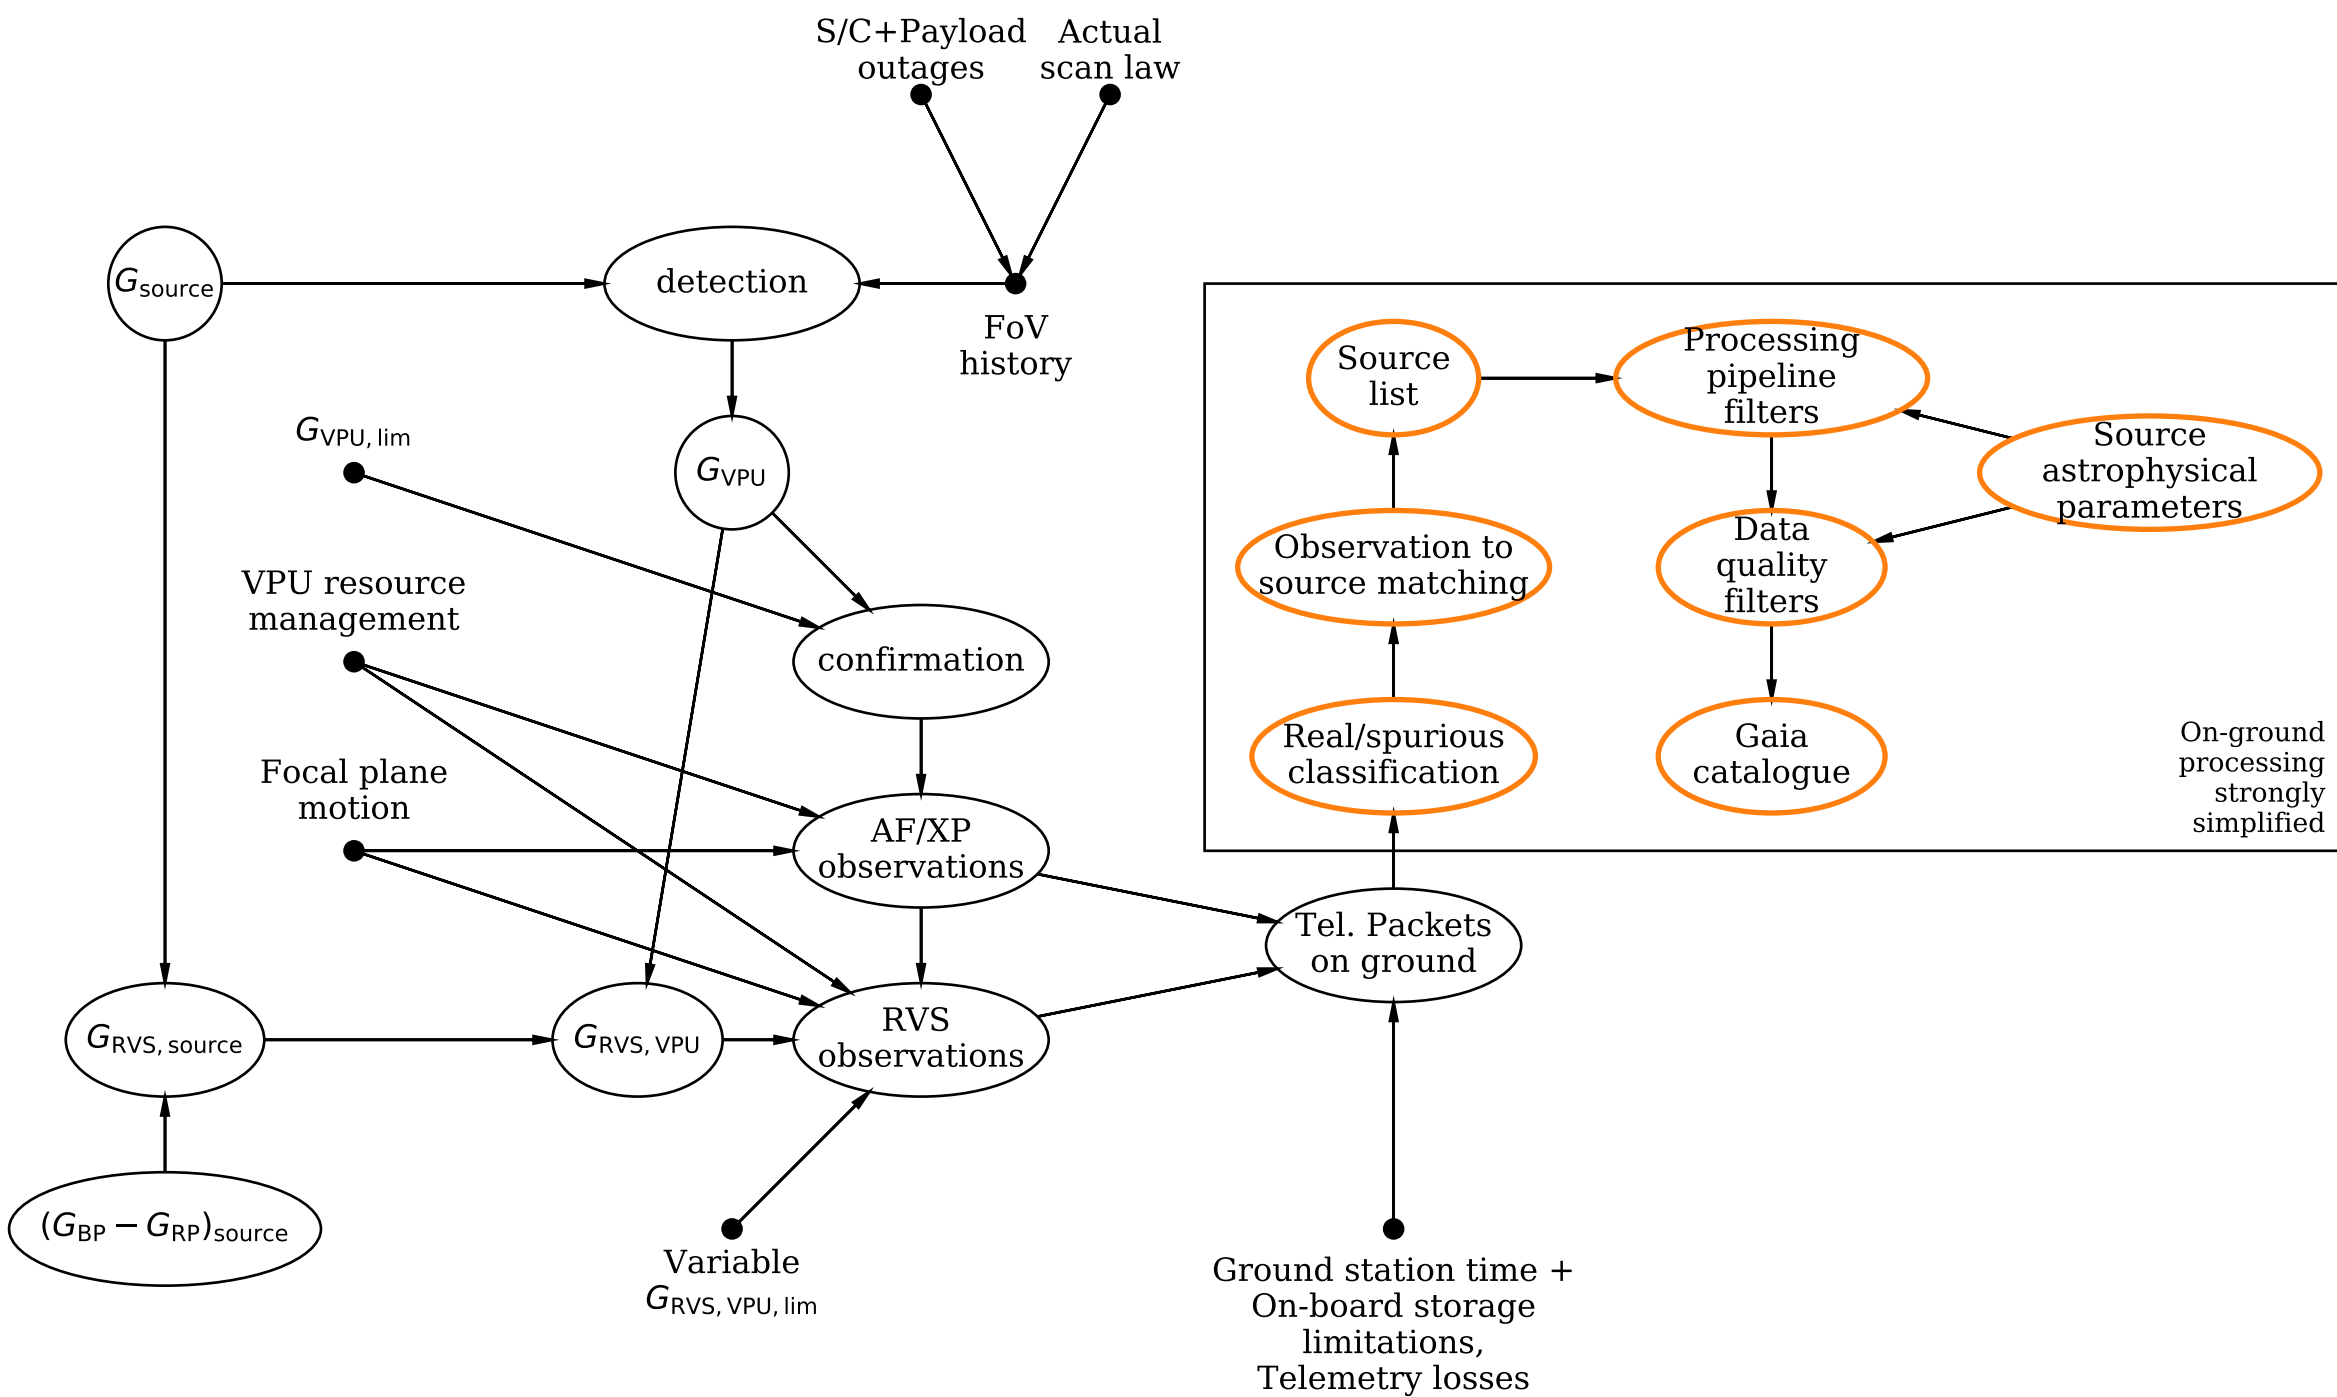 S/C+Payload
outages
Actual
scan law
G_source
detection
FoV
history
G_VPU, lim
G_VPU
VPU resource
management
confirmation
Focal plane
motion
AF/XP
observations
G_RVS, source
G_RVS, VPU
RVS
observations
(G_BP − G_RP)_source
Variable
G_RVS, VPU, lim
Source
list
Processing
pipeline
filters
Source
astrophysical
parameters
Observation to
source matching
Data
quality
filters
Real/spurious
classification
Gaia
catalogue
On-ground
processing
strongly
simplified
Tel. Packets
on ground
Ground station time +
On-board storage
limitations,
Telemetry losses